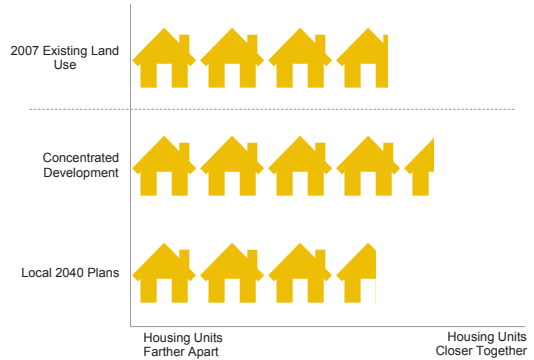 2007 Existing Land
Use
Concentrated
Development
Local 2040 Plans
Housing Units
Farther Apart
Housing Units
Closer Together